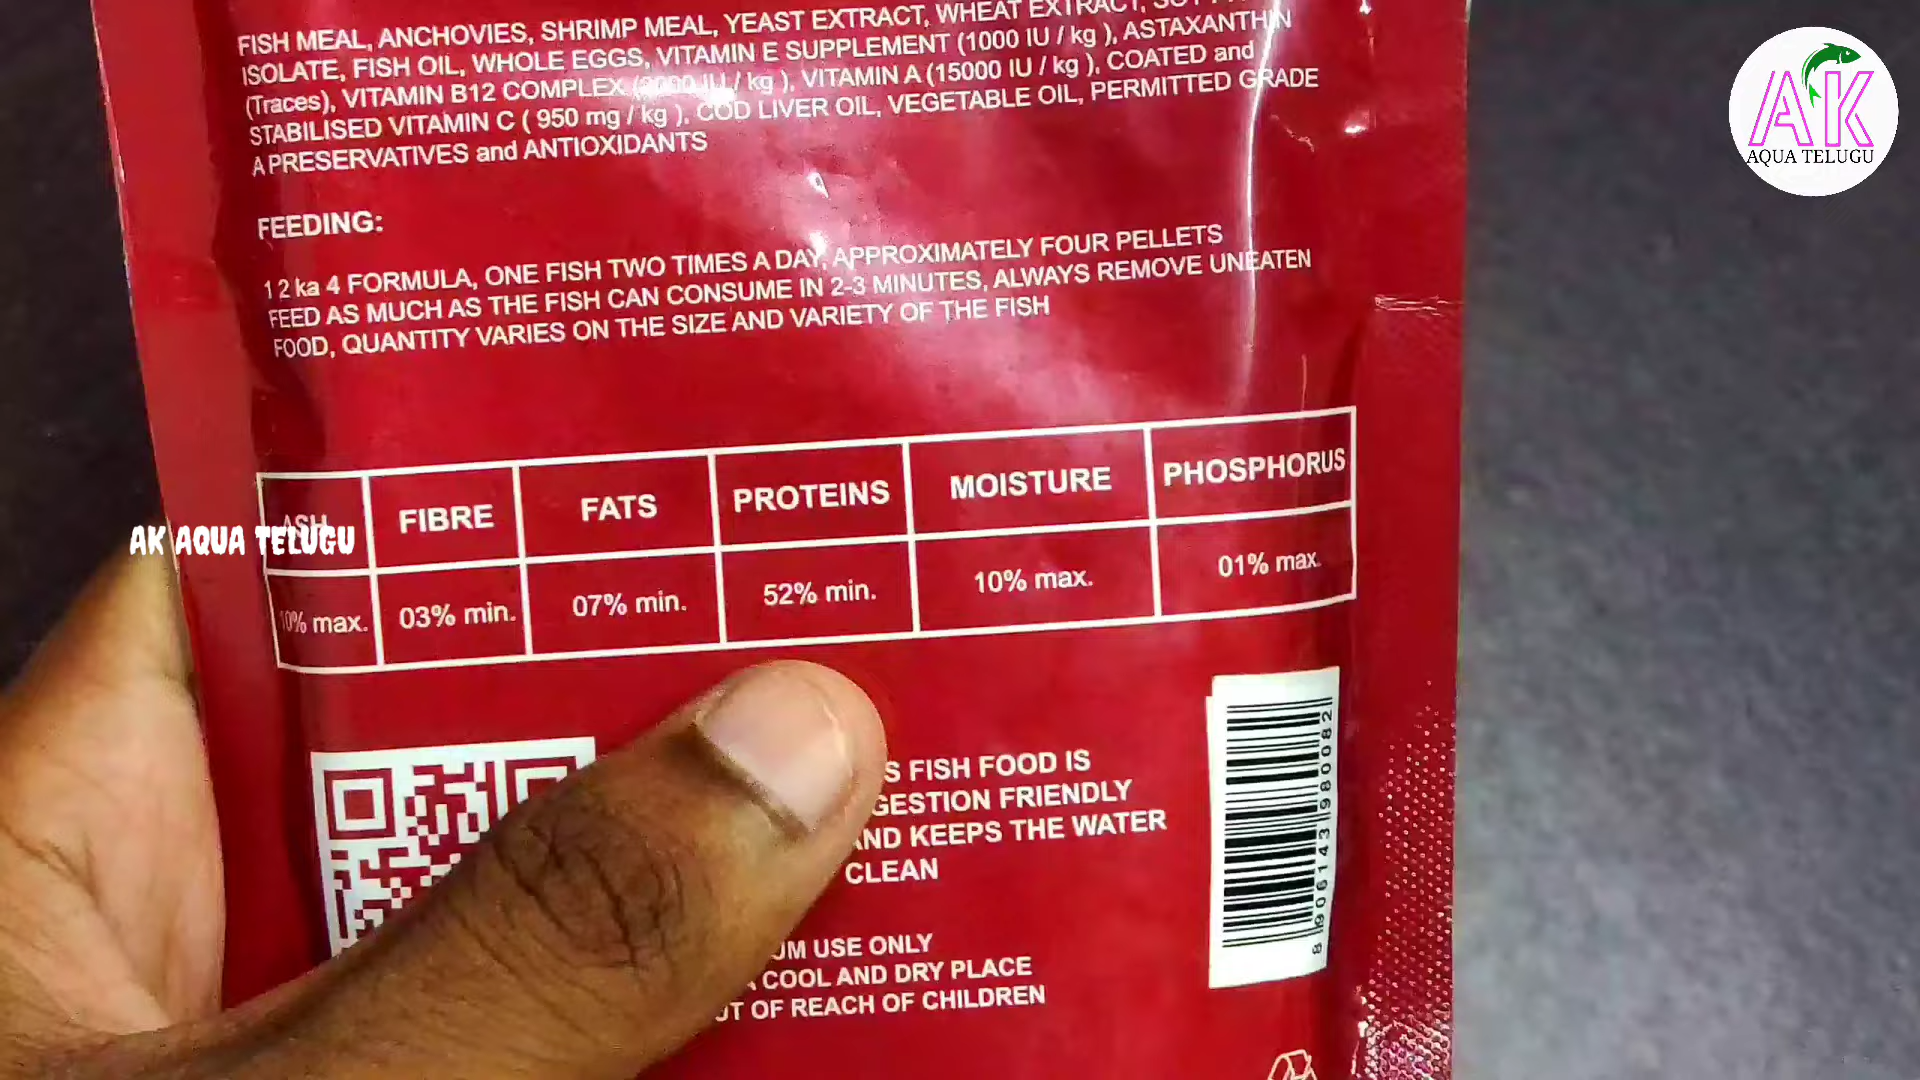 FISH MEAL, ANCHOVIES, SHRIMP MEAL, YEAST EXTRACT, WHEAT EXTRACT,
ISOLATE, FISH OIL, WHOLE EGGS, VITAMIN E SUPPLEMENT (1000 IU / kg ), ASTAXANTHIN
(Traces), VITAMIN B12 COMPLEX IU / kg ), VITAMIN A (15000 IU / kg ), COATED and
STABILISED VITAMIN C ( 950 mg / kg ), COD LIVER OIL, VEGETABLE OIL, PERMITTED GRADE
A PRESERVATIVES and ANTIOXIDANTS
FEEDING:
1 2 ka 4 FORMULA, ONE FISH TWO TIMES A DAY, APPROXIMATELY FOUR PELLETS
FEED AS MUCH AS THE FISH CAN CONSUME IN 2-3 MINUTES, ALWAYS REMOVE UNEATEN
FOOD, QUANTITY VARIES ON THE SIZE AND VARIETY OF THE FISH
ASH FIBRE FATS PROTEINS MOISTURE PHOSPHORUS
10% max. 03% min. 07% min. 52% min. 10% max. 01% max.
AK AQUA TELUGU
S FISH FOOD IS
GESTION FRIENDLY
AND KEEPS THE WATER
CLEAN
UM USE ONLY
COOL AND DRY PLACE
UT OF REACH OF CHILDREN
8 906143 980082
AK
AQUA TELUGU